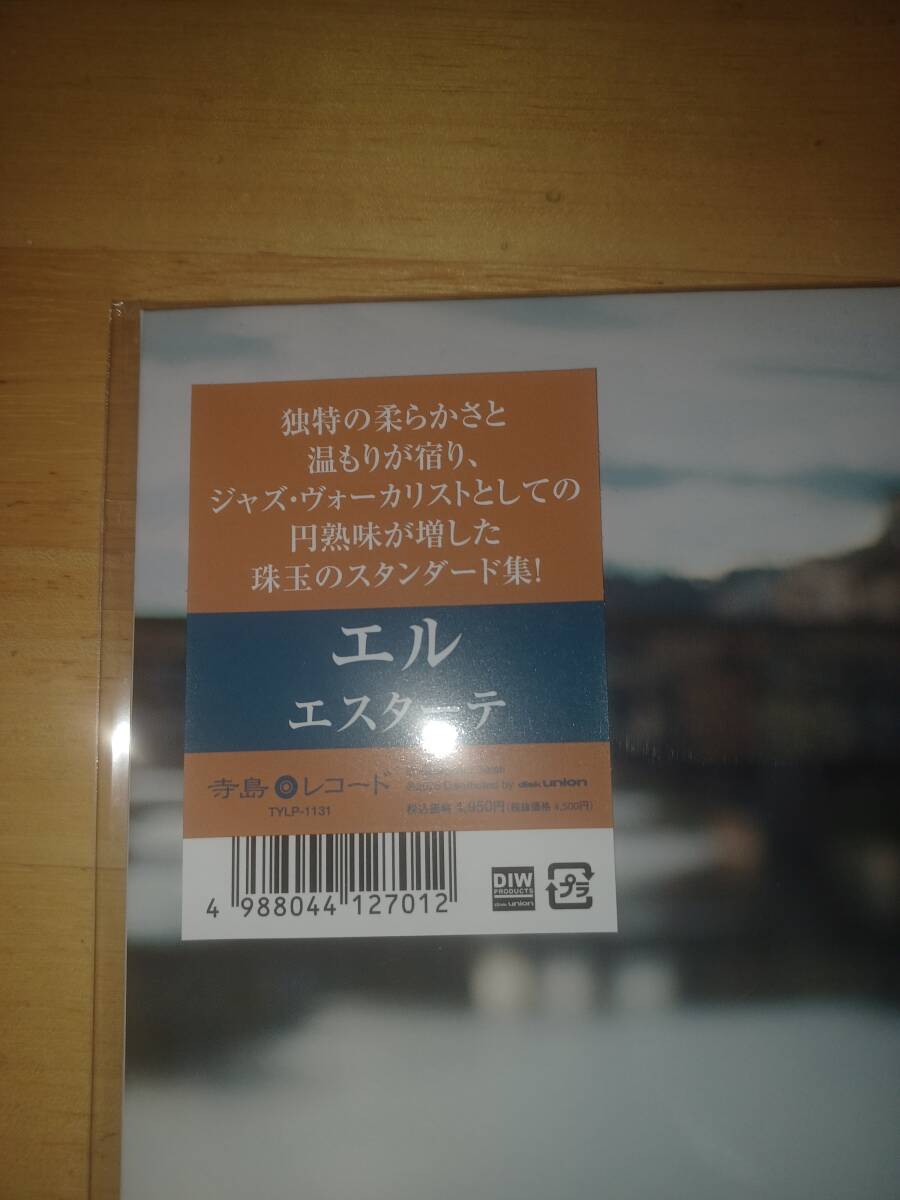 独特の柔らかさと
温もりが宿り、
ジャズ・ヴォーカリストとしての
円熟味が増した
珠玉のスタンダード集!
エル
エスターテ
寺島レコード
TYLP-1131
by disk union
税込価格 4,950円(税抜価格 4,500円)
4 988044 127012
DIW
PRODUCTS
disk union
プラ